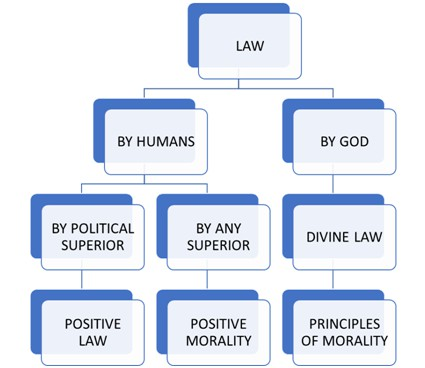 LAW
BY HUMANS
BY GOD
BY POLITICAL
SUPERIOR
BY ANY
SUPERIOR
DIVINE LAW
POSITIVE
LAW
POSITIVE
MORALITY
PRINCIPLES
OF MORALITY